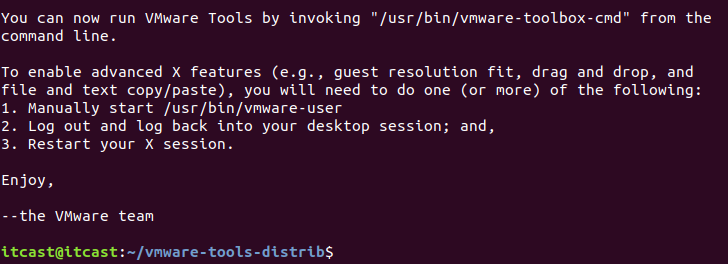 You can now run VMware Tools by invoking "/usr/bin/vmware-toolbox-cmd" from the
command line.
To enable advanced X features (e.g., guest resolution fit, drag and drop, and
file and text copy/paste), you will need to do one (or more) of the following:
1. Manually start /usr/bin/vmware-user
2. Log out and log back into your desktop session; and,
3. Restart your X session.
Enjoy,
--the VMware team
itcast@itcast:~/vmware-tools-distrib$